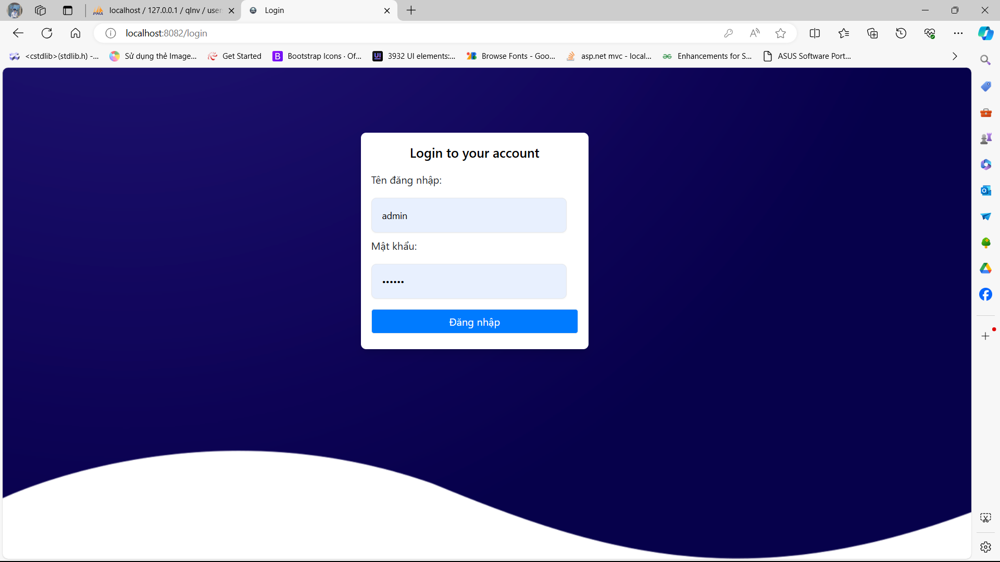 localhost / 127.0.0.1 / qlnv / user
Login
localhost:8082/login
<cstdlib>(stdlib.h) -...
Sử dụng thẻ Image...
Get Started
B
Bootstrap Icons · Of...
UI
3932 UI elements:...
Browse Fonts - Goo...
asp.net mvc - local...
Enhancements for S...
ASUS Software Port...
Login to your account
Tên đăng nhập:
admin
Mật khẩu:
••••••
Đăng nhập